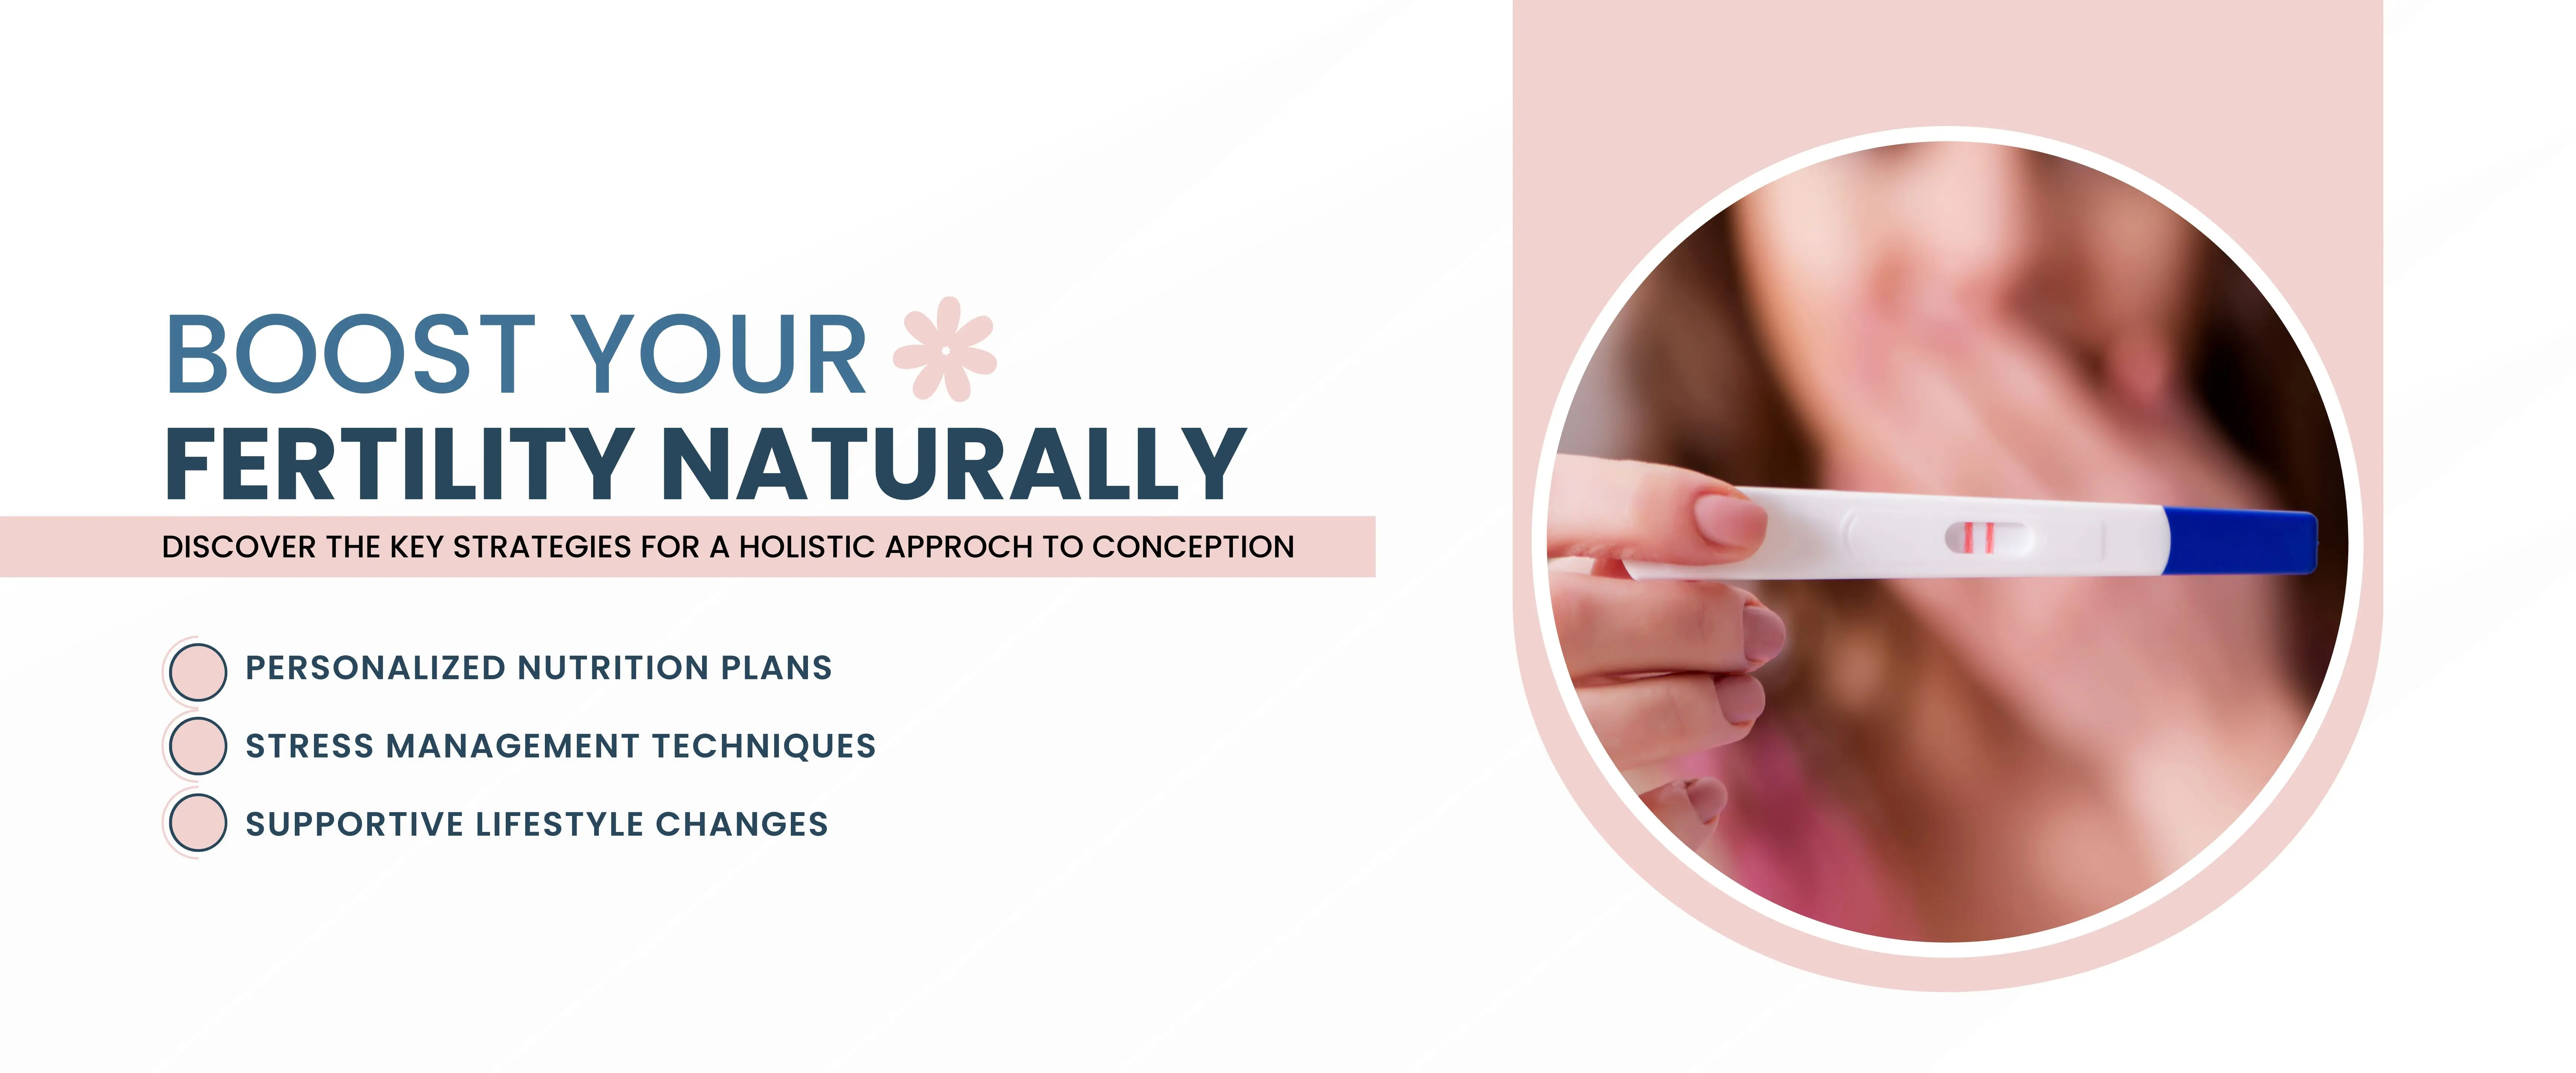 BOOST YOUR
FERTILITY NATURALLY
DISCOVER THE KEY STRATEGIES FOR A HOLISTIC APPROCH TO CONCEPTION
PERSONALIZED NUTRITION PLANS
STRESS MANAGEMENT TECHNIQUES
SUPPORTIVE LIFESTYLE CHANGES